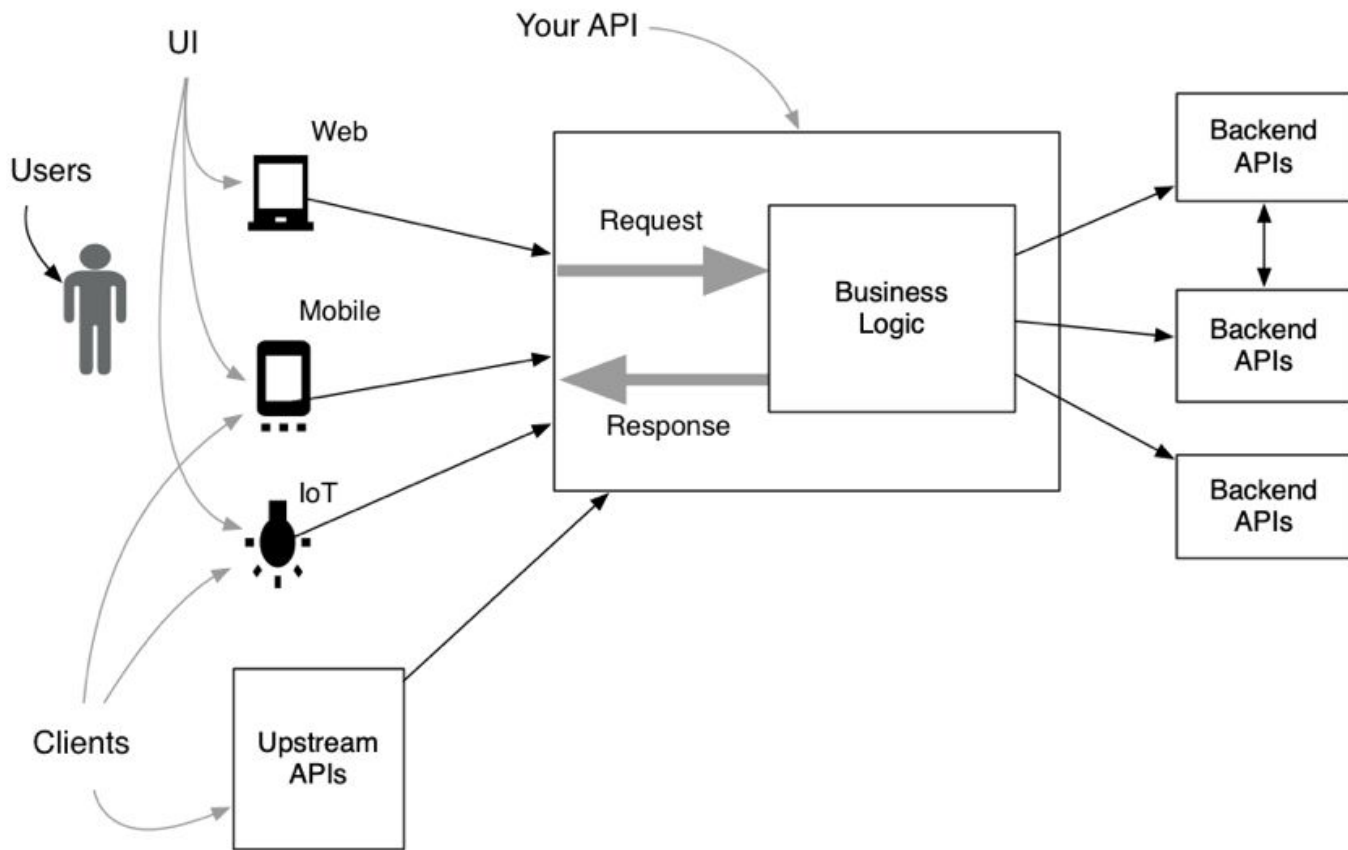 Your API
UI
Web
Users
Mobile
IoT
Clients
Upstream
APIs
Request
Response
Business
Logic
Backend
APIs
Backend
APIs
Backend
APIs